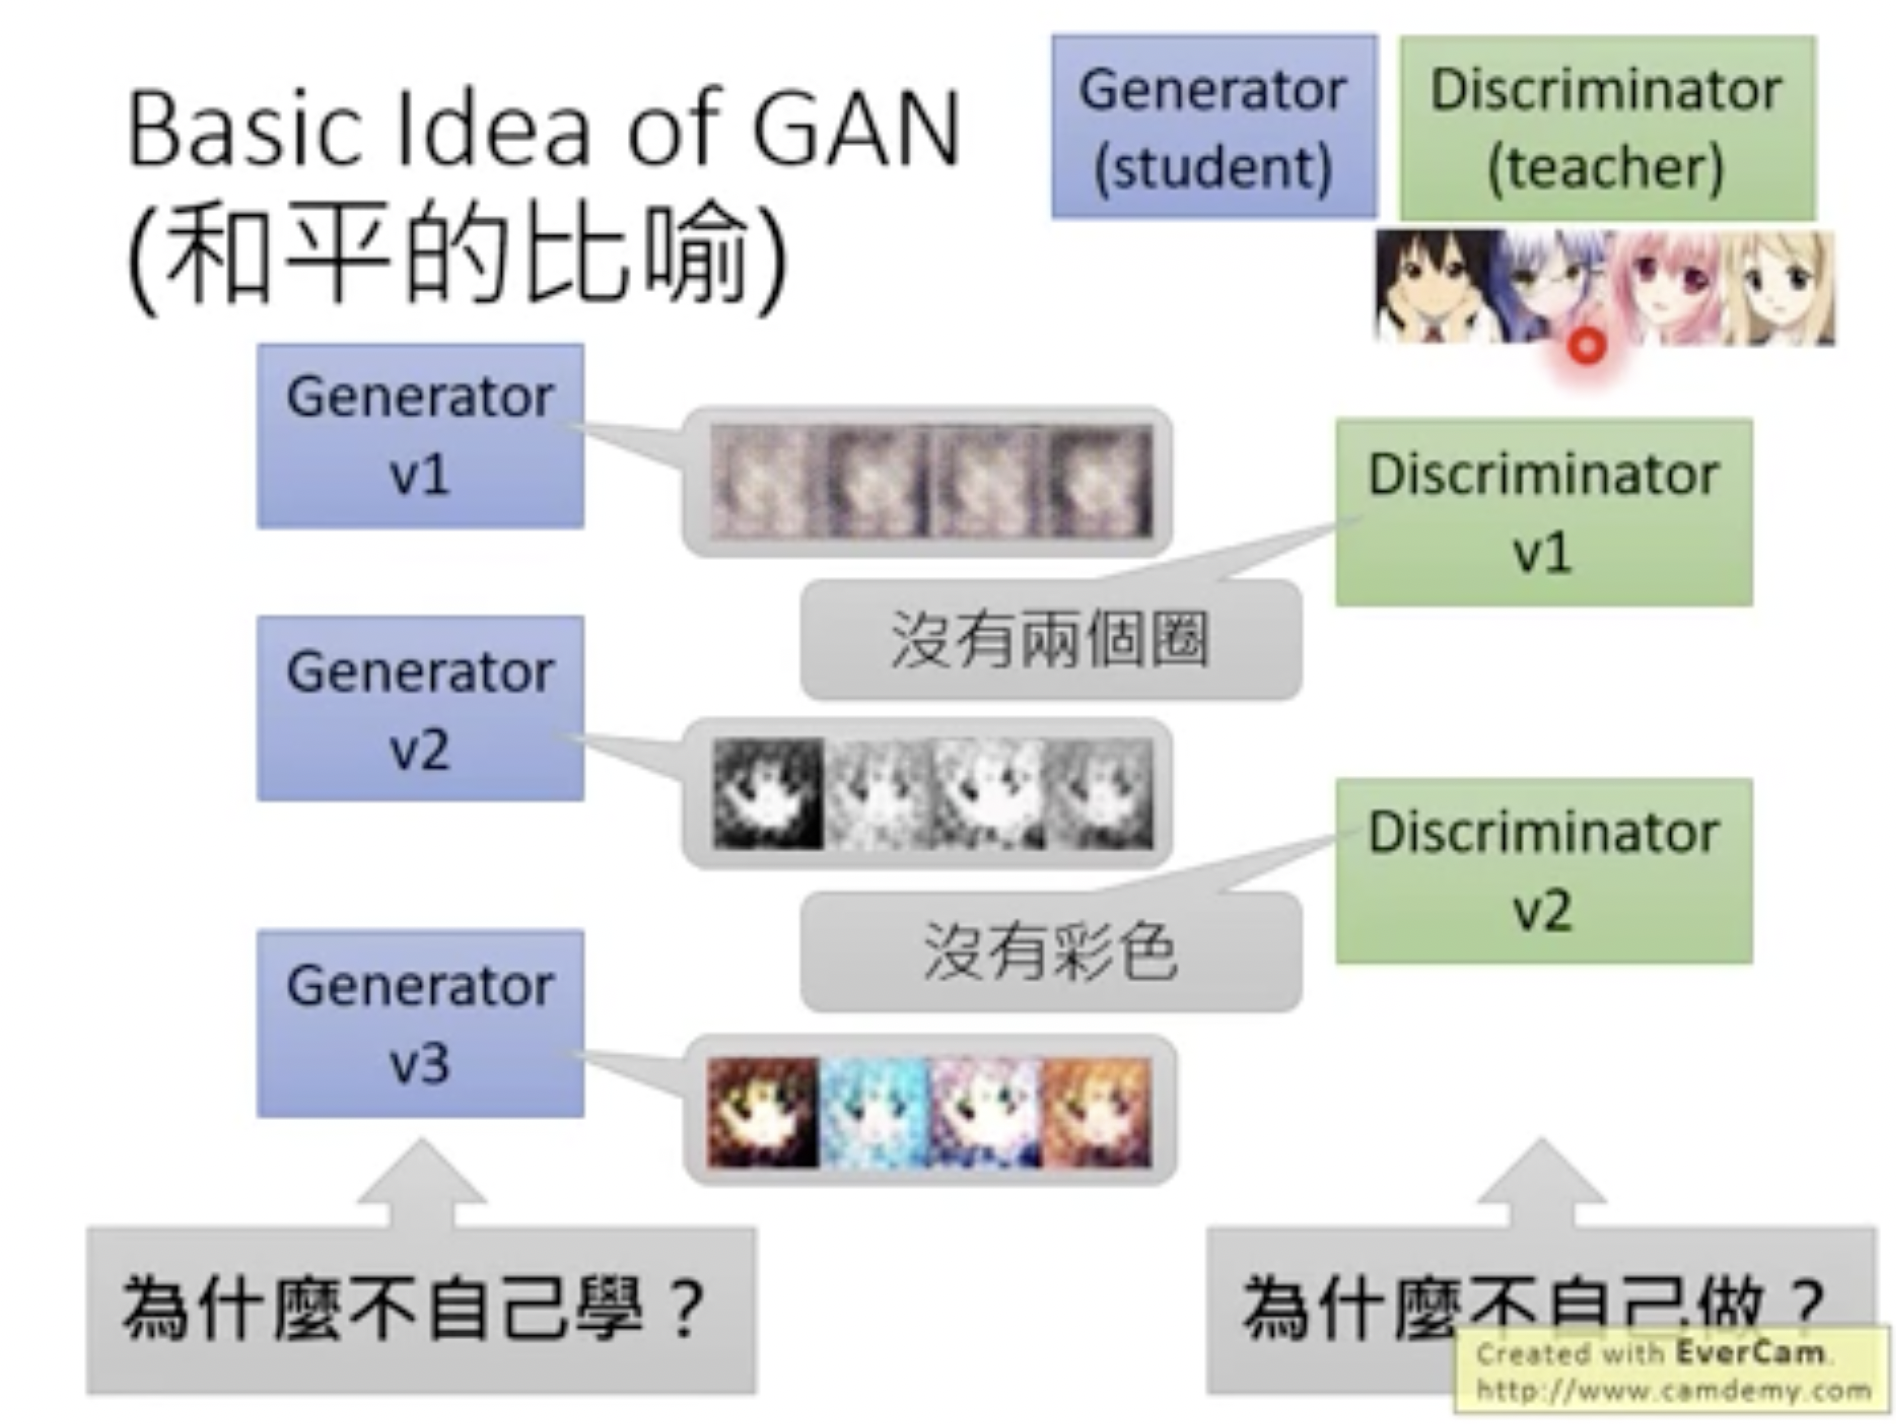 Basic Idea of GAN
(和平的比喻)
Generator
(student)
Discriminator
(teacher)
Generator
v1
Discriminator
v1
沒有兩個圈
Generator
v2
Discriminator
v2
沒有彩色
Generator
v3
為什麼不自己學？
為什麼不自己做？
Created with EverCam.
http://www.camdemy.com